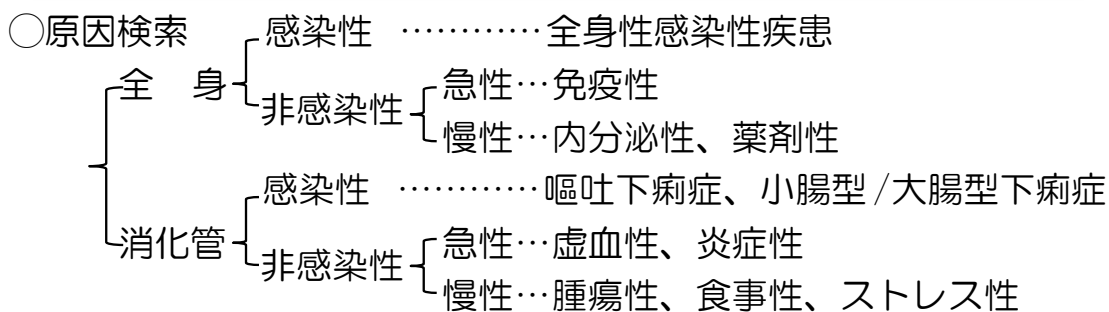 ◯原因検索
感染性 …………全身性感染性疾患
全　身
急性…免疫性
非感染性
慢性…内分泌性、薬剤性
感染性 …………嘔吐下痢症、小腸型/大腸型下痢症
消化管
急性…虚血性、炎症性
非感染性
慢性…腫瘍性、食事性、ストレス性